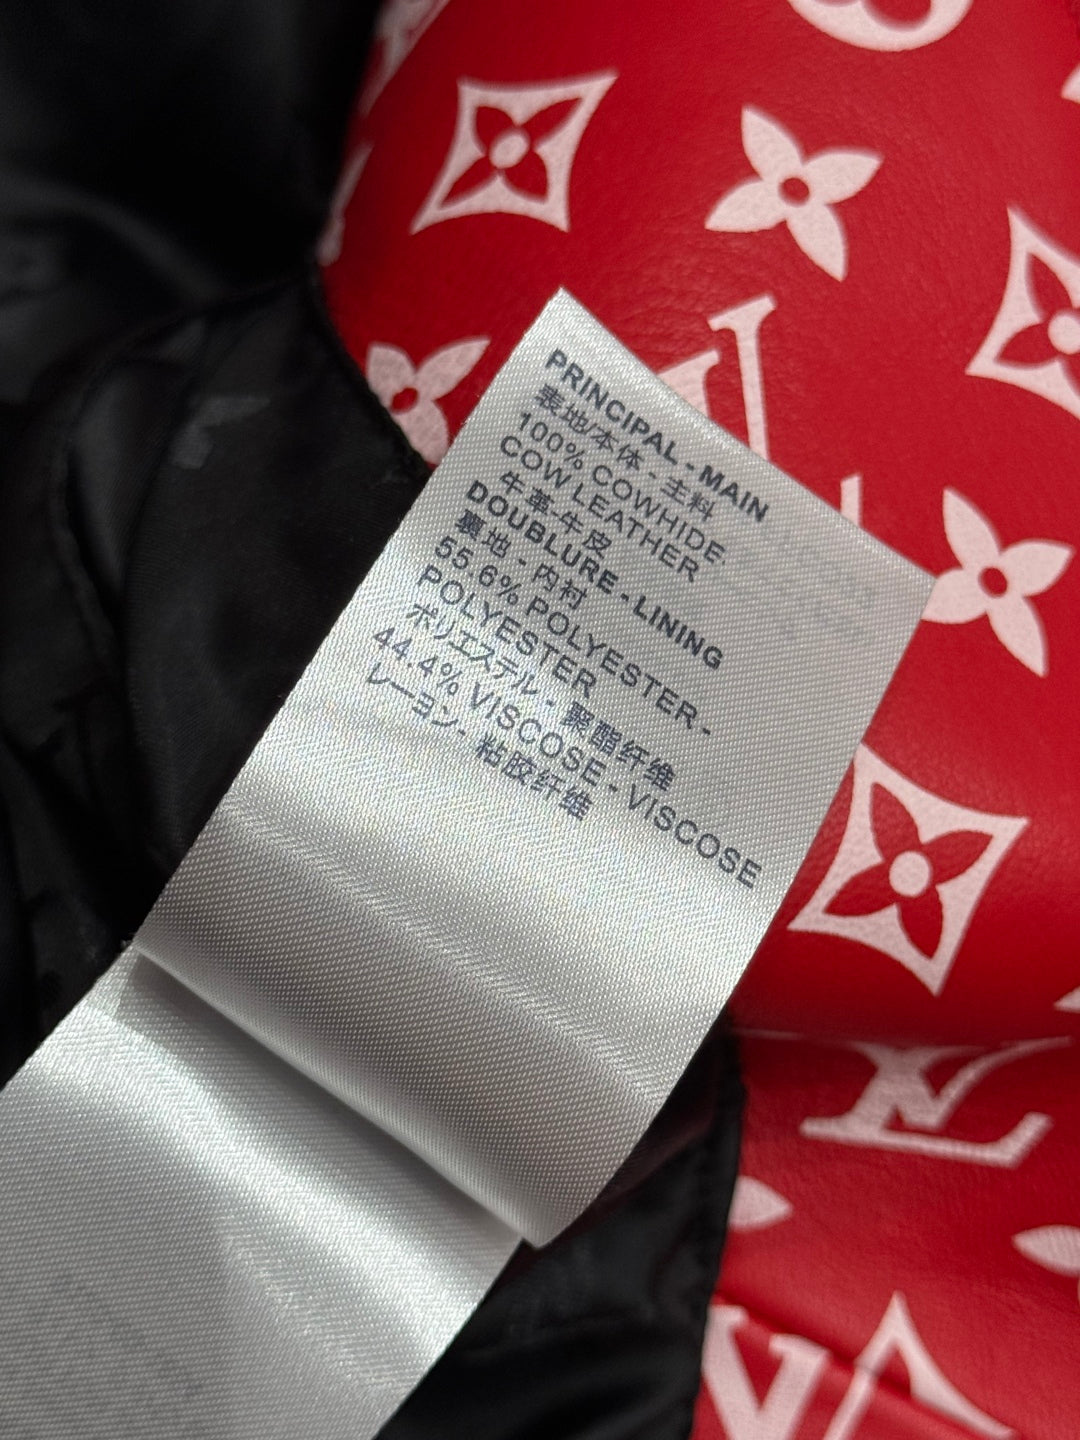 PRINCIPAL - MAIN
表地/本体 - 主料
100% COWHIDE
COW LEATHER
牛革-牛皮
DOUBLURE - LINING
裏地 - 内衬
55.6% POLYESTER -
POLYESTER
ポリエステル - 聚酯纤维
44.4% VISCOSE - VISCOSE
レーヨン - 粘胶纤维